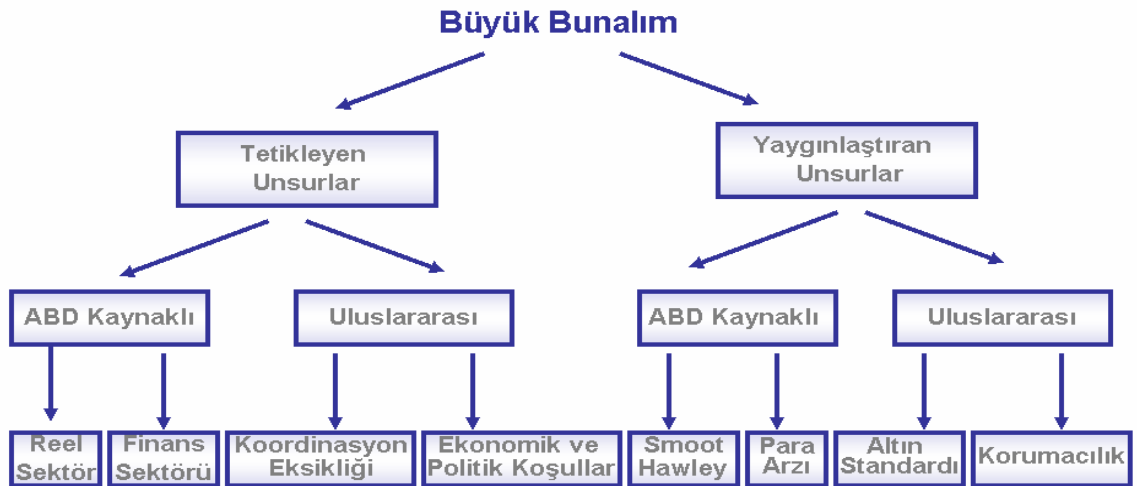 Büyük Bunalım
Tetikleyen
Unsurlar
Yaygınlaştıran
Unsurlar
ABD Kaynaklı
Uluslararası
ABD Kaynaklı
Uluslararası
Reel
Sektör
Finans
Sektörü
Koordinasyon
Eksikliği
Ekonomik ve
Politik Koşullar
Smoot
Hawley
Para
Arzı
Altın
Standardı
Korumacılık